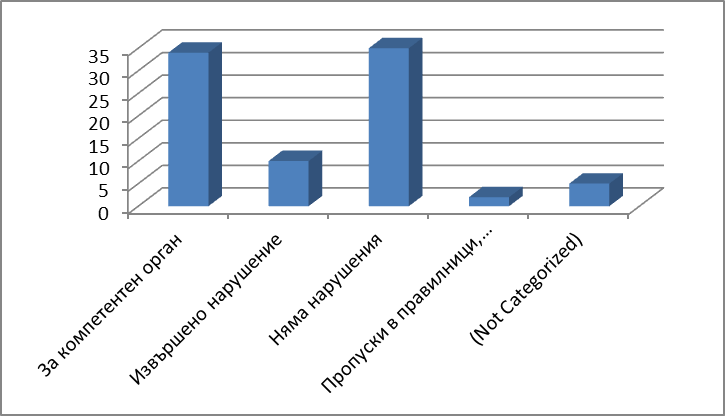 35
30
25
20
15
10
5
0
За компетентен орган
Извършено нарушение
Няма нарушения
Пропуски в правилници,...
(Not Categorized)